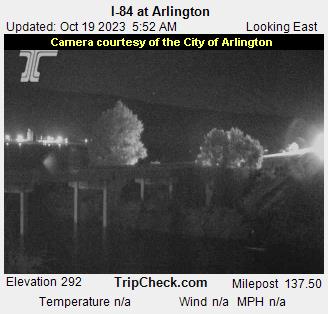 I-84 at Arlington
Updated: Oct 19 2023 5:52 AM Looking East
Camera courtesy of the City of Arlington
Elevation 292 TripCheck.com Milepost 137.50
Temperature n/a Wind n/a MPH n/a